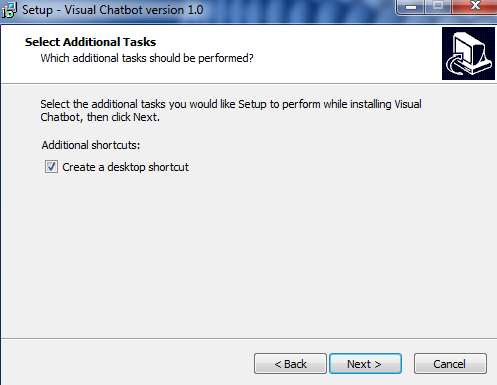 Setup - Visual Chatbot version 1.0
Select Additional Tasks
Which additional tasks should be performed?
Select the additional tasks you would like Setup to perform while installing Visual
Chatbot, then click Next.
Additional shortcuts:
Create a desktop shortcut
< Back Next > Cancel